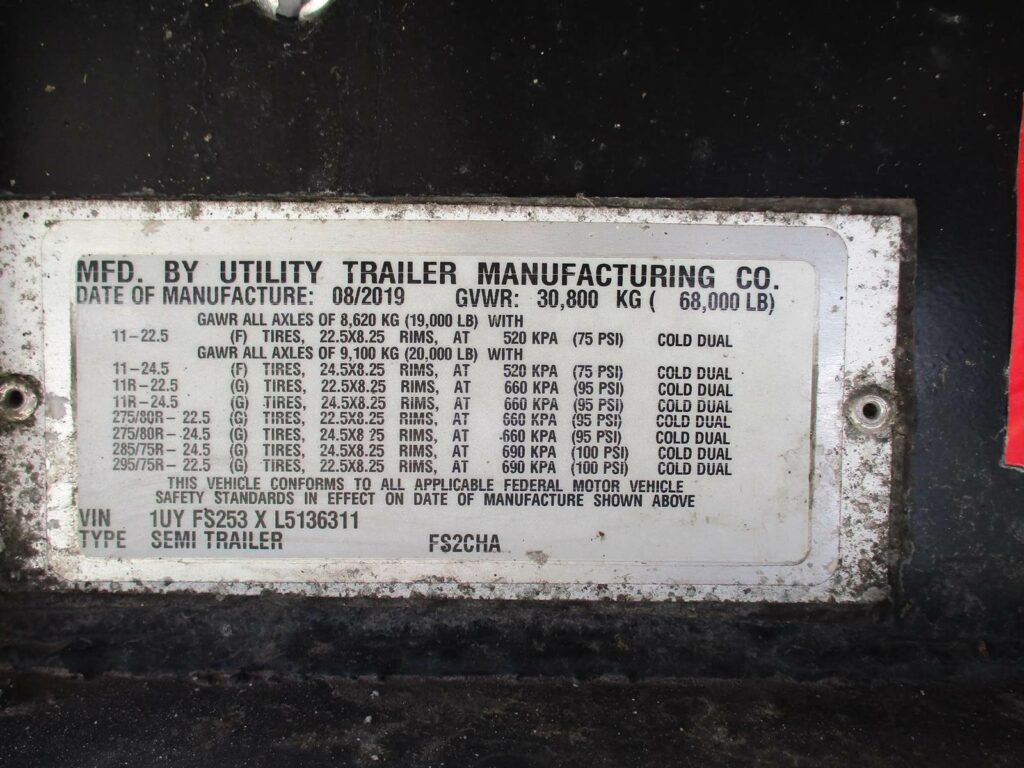 MFD. BY UTILITY TRAILER MANUFACTURING CO.
DATE OF MANUFACTURE: 08/2019 GVWR: 30,800 KG ( 68,000 LB)
GAWR ALL AXLES OF 8,620 KG (19,000 LB) WITH
11-22.5 (F) TIRES, 22.5X8.25 RIMS, AT 520 KPA (75 PSI) COLD DUAL
GAWR ALL AXLES OF 9,100 KG (20,000 LB) WITH
11-24.5 (F) TIRES, 24.5X8.25 RIMS, AT 520 KPA (75 PSI) COLD DUAL
11R-22.5 (G) TIRES, 22.5X8.25 RIMS, AT 660 KPA (95 PSI) COLD DUAL
11R-24.5 (G) TIRES, 24.5X8.25 RIMS, AT 660 KPA (95 PSI) COLD DUAL
275/80R-22.5 (G) TIRES, 22.5X8.25 RIMS, AT 660 KPA (95 PSI) COLD DUAL
275/80R-24.5 (G) TIRES, 24.5X8.25 RIMS, AT 660 KPA (95 PSI) COLD DUAL
285/75R-24.5 (G) TIRES, 24.5X8.25 RIMS, AT 690 KPA (100 PSI) COLD DUAL
295/75R-22.5 (G) TIRES, 22.5X8.25 RIMS, AT 690 KPA (100 PSI) COLD DUAL
THIS VEHICLE CONFORMS TO ALL APPLICABLE FEDERAL MOTOR VEHICLE
SAFETY STANDARDS IN EFFECT ON DATE OF MANUFACTURE SHOWN ABOVE
VIN 1UY FS253 X L5136311
TYPE SEMI TRAILER FS2CHA